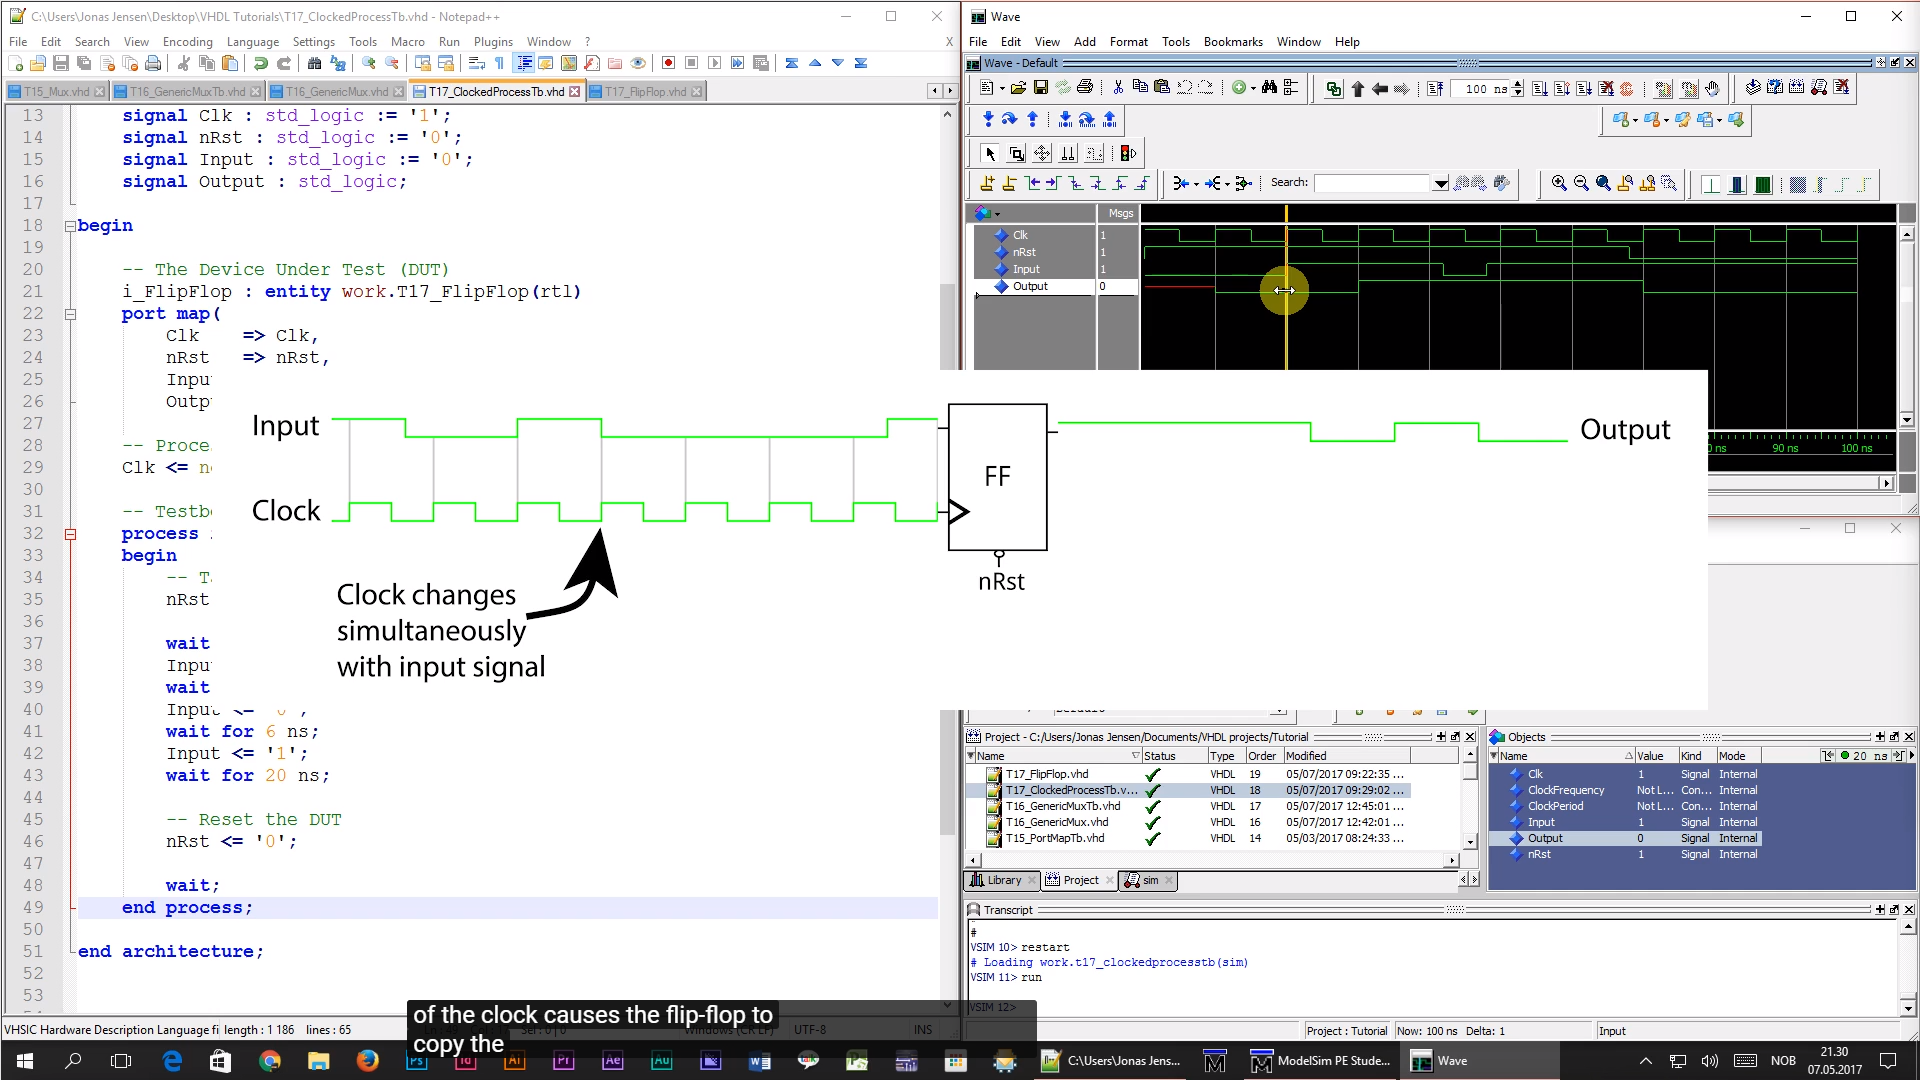 C:\Users\Jonas Jensen\Desktop\VHDL Tutorials\T17_ClockedProcessTb.vhd - Notepad++
File Edit Search View Encoding Language Settings Tools Macro Run Plugins Window ? X
T15_Mux.vhd T16_GenericMuxTb.vhd T16_GenericMux.vhd T17_ClockedProcessTb.vhd T17_FlipFlop.vhd
13 signal Clk : std_logic := '1';
14 signal nRst : std_logic := '0';
15 signal Input : std_logic := '0';
16 signal Output : std_logic;
17
18 begin
19
20 -- The Device Under Test (DUT)
21 i_FlipFlop : entity work.T17_FlipFlop(rtl)
22 port map(
23 Clk => Clk,
24 nRst => nRst,
25
26
27
28
29 Clk <=
30
31
32 process
33 begin
34
35 nRst
36
37 wait
38
39 wait
40
41 wait for 6 ns;
42 Input <= '1';
43 wait for 20 ns;
44
45 -- Reset the DUT
46 nRst <= '0';
47
48 wait;
49 end process;
50
51 end architecture;
52
53
VHSIC Hardware Description Language fi length : 1 186 lines : 65 UTF-8 INS
Wave
File Edit View Add Format Tools Bookmarks Window Help
Wave - Default
100 ns
Search:
Msgs
Clk 1
nRst 1
Input 1
Output 0
90 ns 100 ns
Input
Clock
FF
nRst
Output
Clock changes
simultaneously
with input signal
Project - C:/Users/Jonas Jensen/Documents/VHDL projects/Tutorial
Name Status Type Order Modified
T17_FlipFlop.vhd VHDL 19 05/07/2017 09:22:35 ...
T17_ClockedProcessTb.v... VHDL 18 05/07/2017 09:29:02 ...
T16_GenericMuxTb.vhd VHDL 17 05/07/2017 12:45:01 ...
T16_GenericMux.vhd VHDL 16 05/07/2017 12:42:01 ...
T15_PortMapTb.vhd VHDL 14 05/03/2017 08:24:33 ...
Library Project sim
Objects
Name Value Kind Mode 20 ns
Clk 1 Signal Internal
ClockFrequency Not L... Con... Internal
ClockPeriod Not L... Con... Internal
Input 1 Signal Internal
Output 0 Signal Internal
nRst 1 Signal Internal
Transcript
#
VSIM 10> restart
# Loading work.t17_clockedprocesstb(sim)
VSIM 11> run
VSIM 12>
Project : Tutorial Now: 100 ns Delta: 1 Input
of the clock causes the flip-flop to
copy the
C:\Users\Jonas Jens... ModelSim PE Stude... Wave
NOB 21.30
07.05.2017